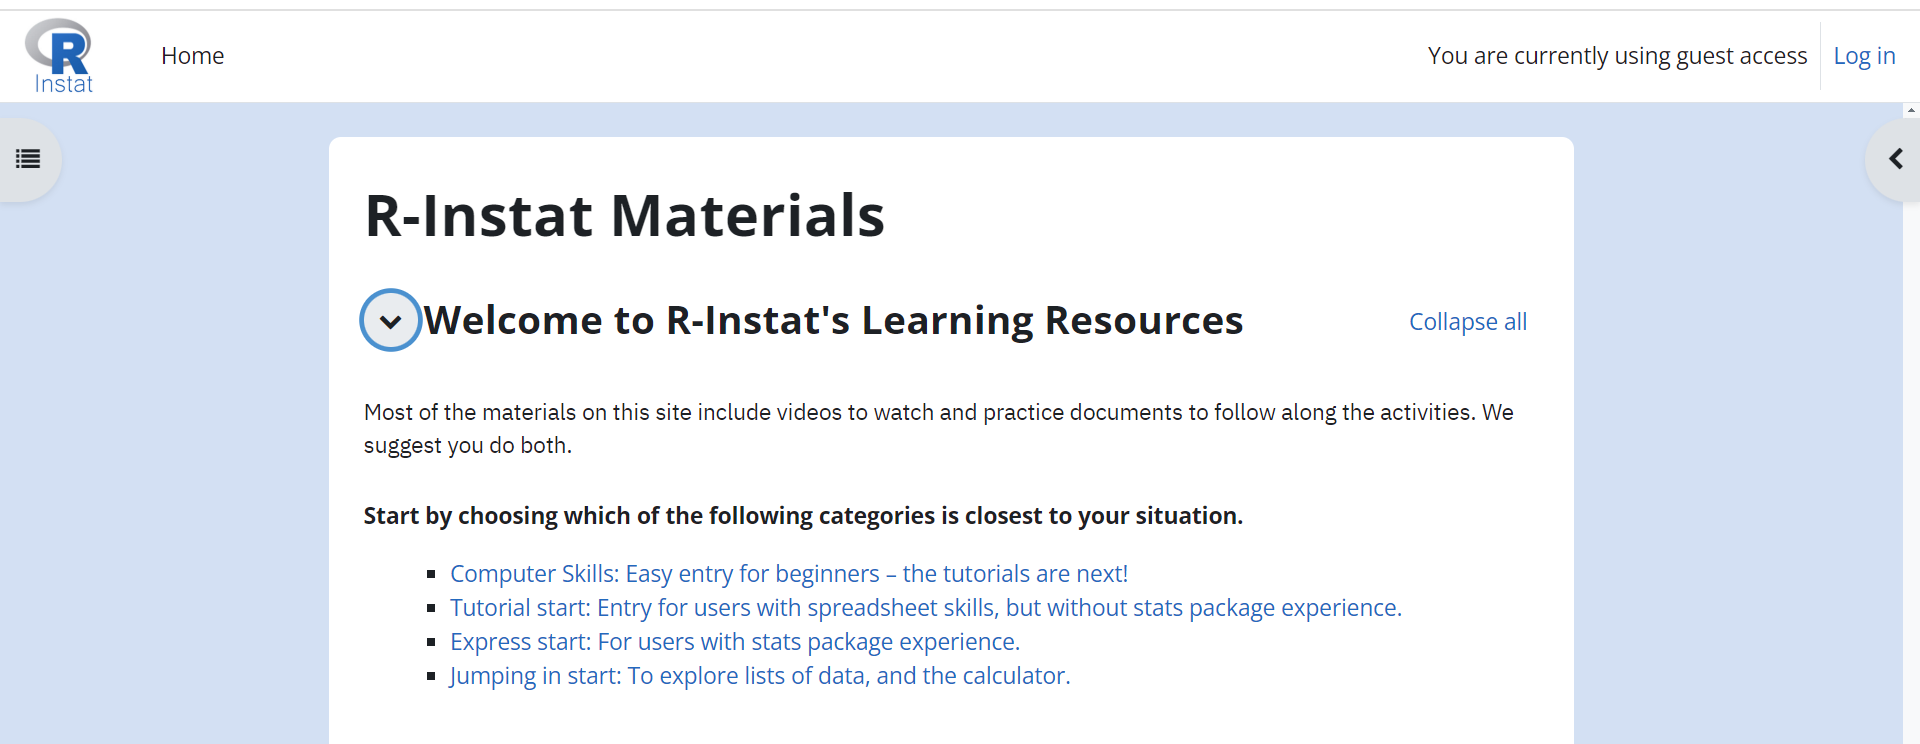 R
Instat
Home
You are currently using guest access
Log in
R-Instat Materials
Welcome to R-Instat's Learning Resources
Collapse all
Most of the materials on this site include videos to watch and practice documents to follow along the activities. We
suggest you do both.
Start by choosing which of the following categories is closest to your situation.
Computer Skills: Easy entry for beginners – the tutorials are next!
Tutorial start: Entry for users with spreadsheet skills, but without stats package experience.
Express start: For users with stats package experience.
Jumping in start: To explore lists of data, and the calculator.